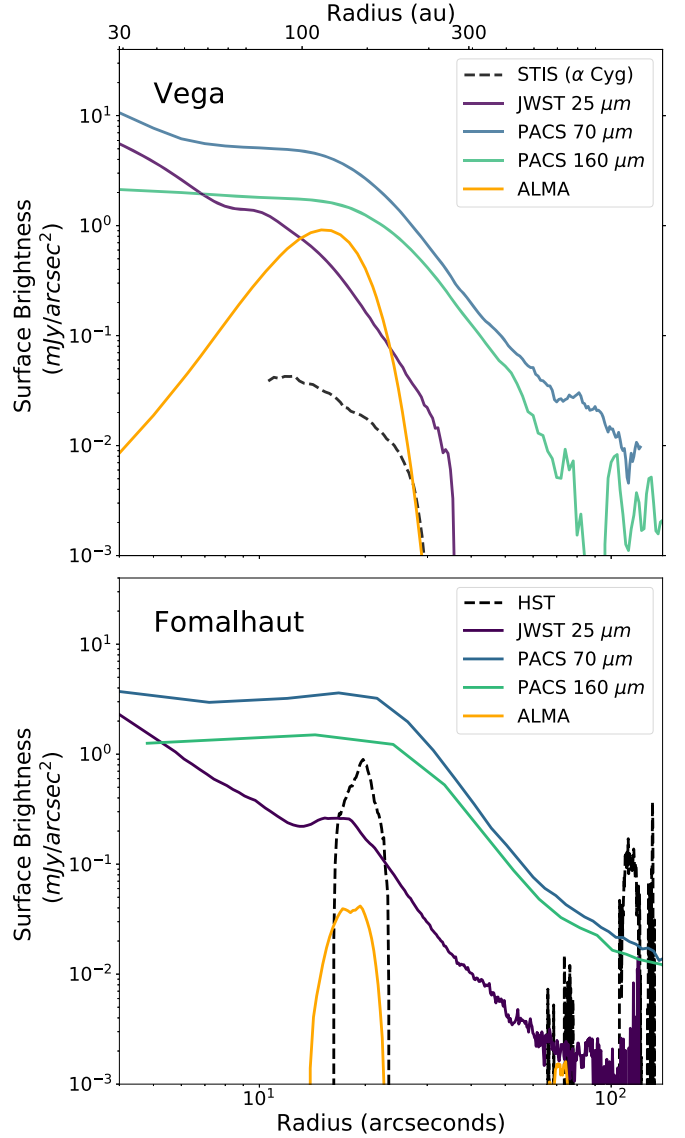 Radius (au)
30 100 300
Vega
STIS (α Cyg)
JWST 25 μm
PACS 70 μm
PACS 160 μm
ALMA
10¹
10⁰
10⁻¹
10⁻²
10⁻³
Surface Brightness
(mJy/arcsec²)
Fomalhaut
HST
JWST 25 μm
PACS 70 μm
PACS 160 μm
ALMA
10¹
10⁰
10⁻¹
10⁻²
10⁻³
Surface Brightness
(mJy/arcsec²)
10¹ 10²
Radius (arcseconds)